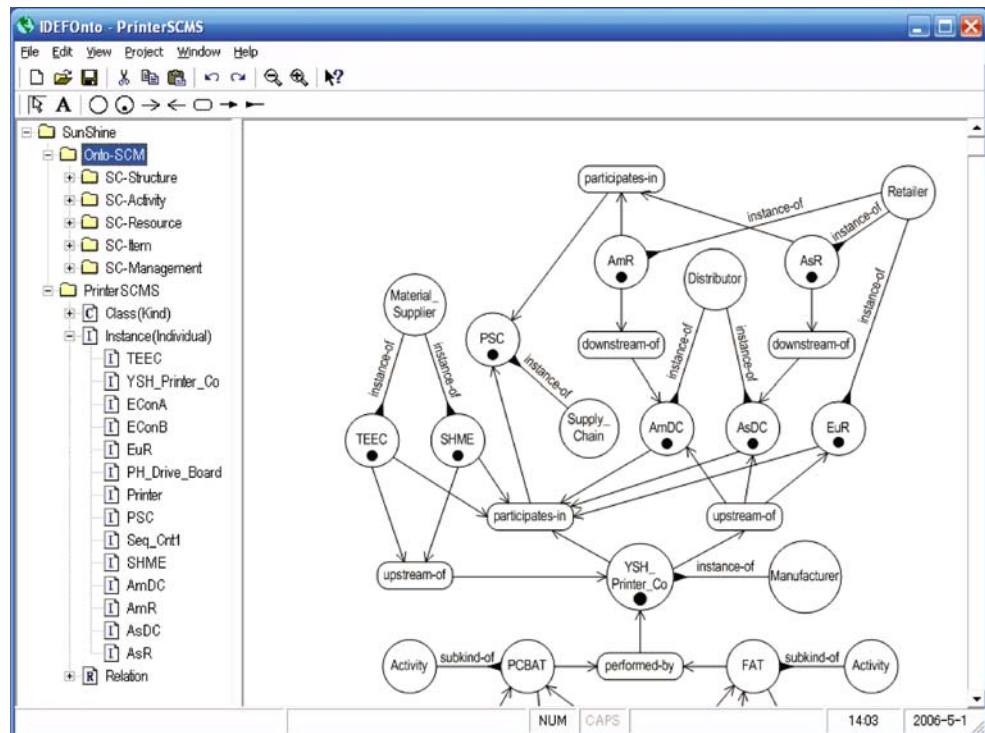 IDEFOnto - PrinterSCMS
File Edit View Project Window Help
A
SunShine
Onto-SCM
SC-Structure
SC-Activity
SC-Resource
SC-Item
SC-Management
PrinterSCMS
C Class(Kind)
I Instance(Individual)
I TEEC
I YSH_Printer_Co
I EConA
I EConB
I EuR
I PH_Drive_Board
I Printer
I PSC
I Seq_Cnt1
I SHME
I AmDC
I AmR
I AsDC
I AsR
R Relation
participates-in
Retailer
instance-of
instance-of
instance-of
AmR
Distributor
AsR
Material_
Supplier
PSC
downstream-of
downstream-of
instance-of
instance-of
instance-of
instance-of
instance-of
Supply_
Chain
TEEC
SHME
AmDC
AsDC
EuR
participates-in
upstream-of
upstream-of
YSH_
Printer_Co
instance-of
Manufacturer
Activity
subkind-of
PCBAT
performed-by
FAT
subkind-of
Activity
NUM
CAPS
14:03
2006-5-1